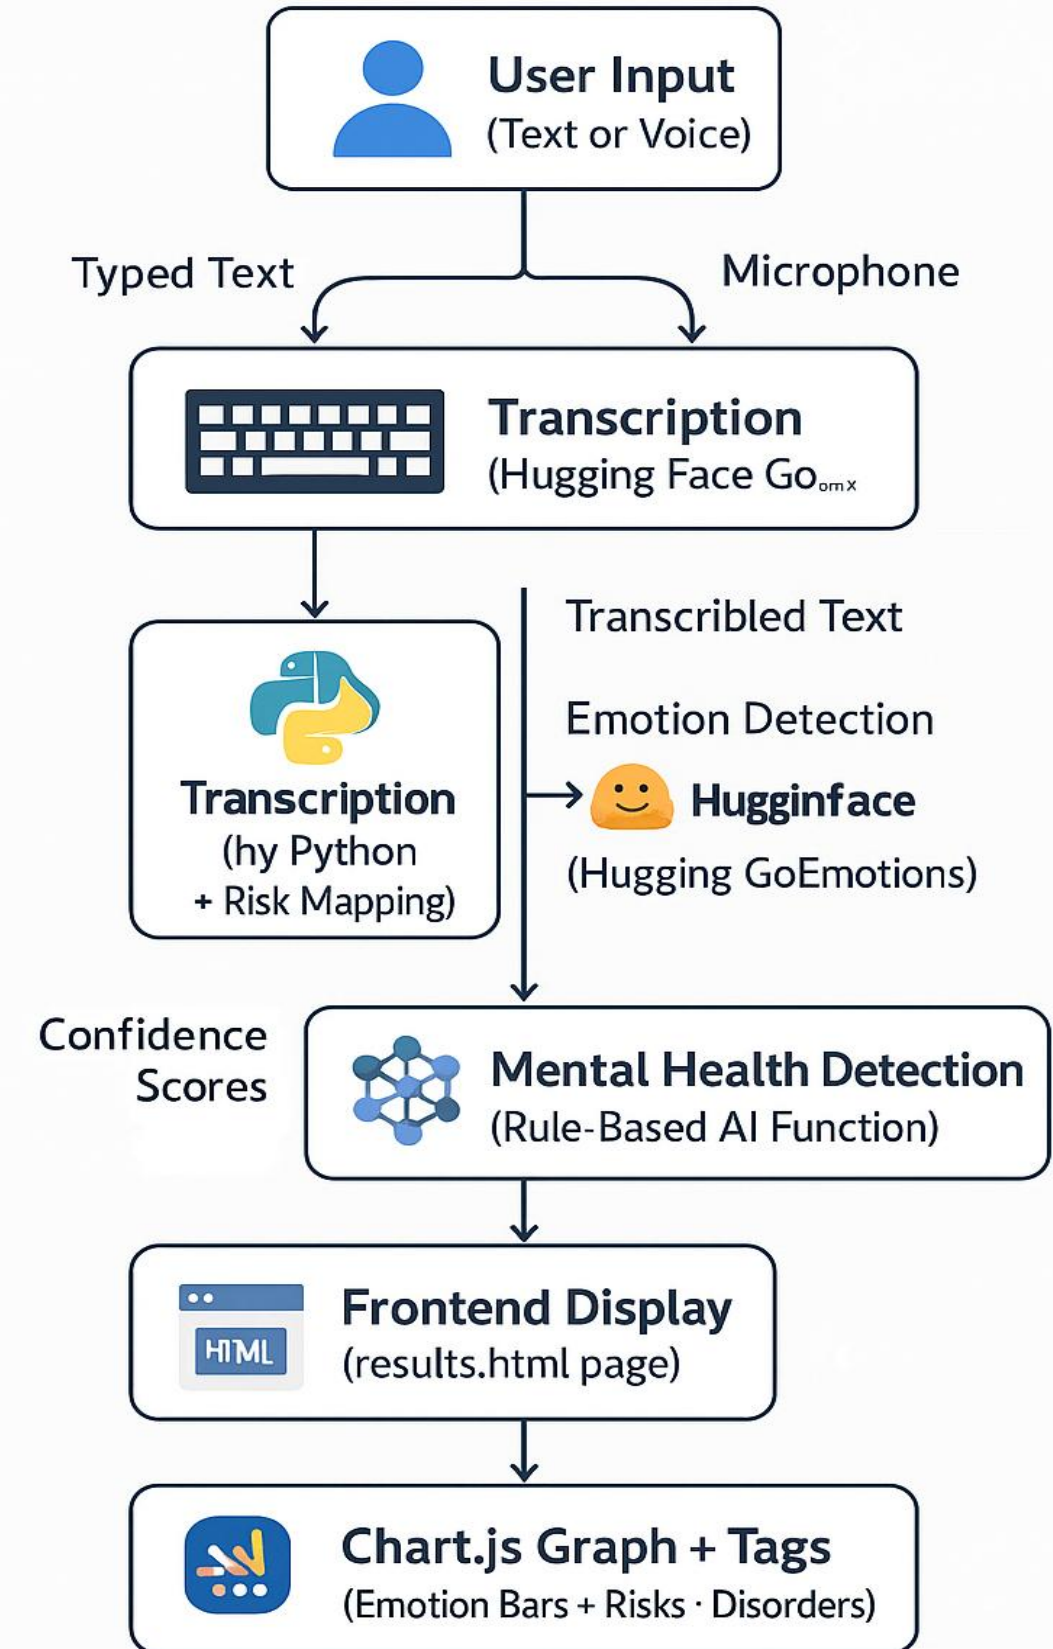 User Input
(Text or Voice)
Typed Text
Microphone
Transcription
(Hugging Face Goomx
Transcribled Text
Emotion Detection
Hugginface
(Hugging GoEmotions)
Transcription
(hy Python
+ Risk Mapping)
Confidence
Scores
Mental Health Detection
(Rule-Based AI Function)
HTML
Frontend Display
(results.html page)
Chart.js Graph + Tags
(Emotion Bars + Risks · Disorders)